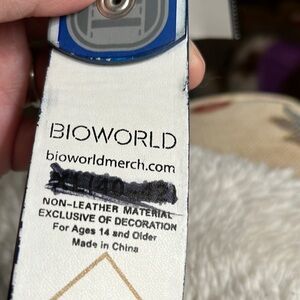 BIOWORLD
bioworldmerch.com
NON-LEATHER MATERIAL
EXCLUSIVE OF DECORATION
For Ages 14 and Older
Made in China